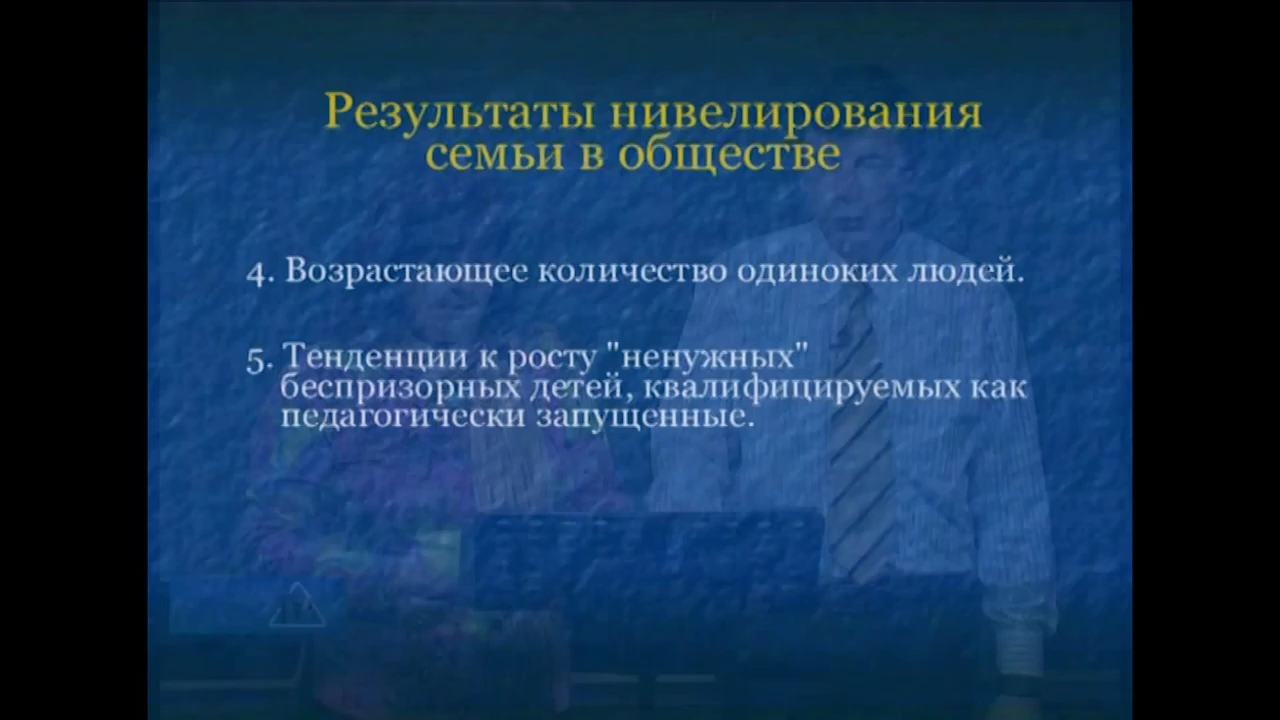 Результаты нивелирования
семьи в обществе
4. Возрастающее количество одиноких людей.
5. Тенденции к росту "ненужных"
беспризорных детей, квалифицируемых как
педагогически запущенные.